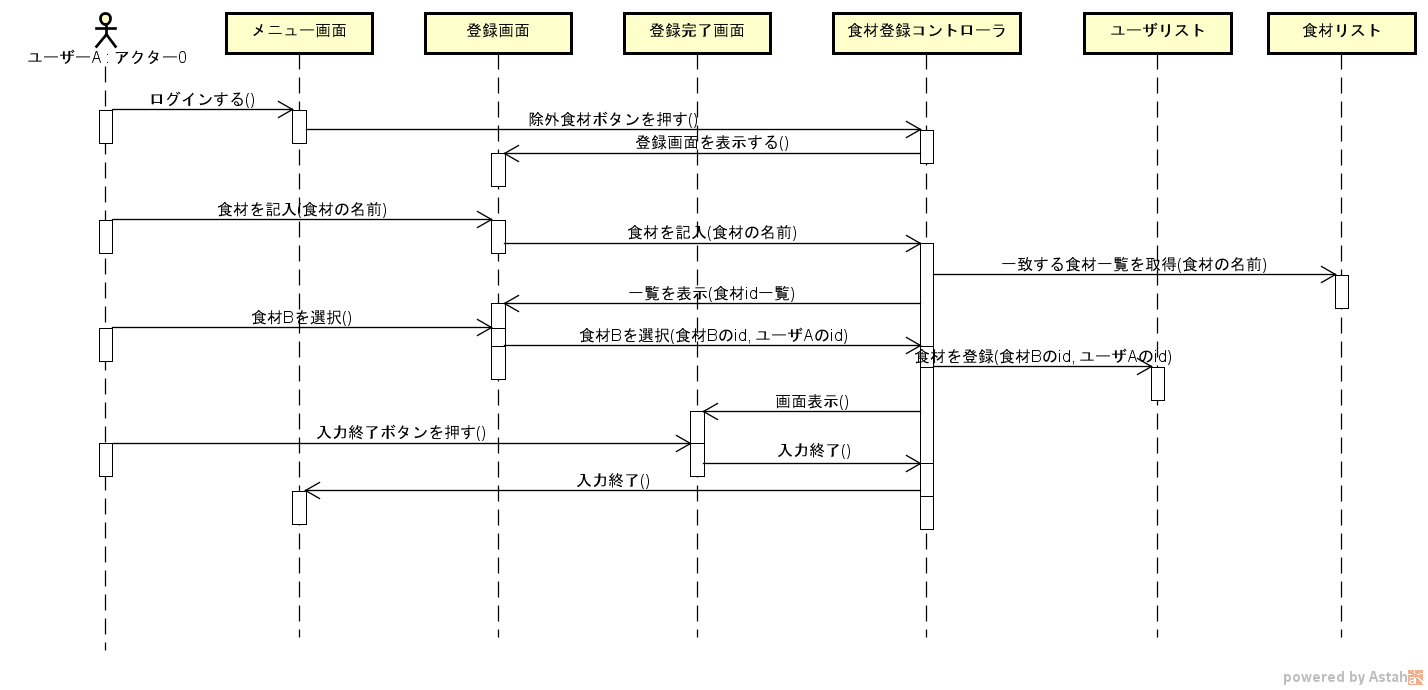 メニュー画面
登録画面
登録完了画面
食材登録コントローラ
ユーザリスト
食材リスト
ユーザーA : アクター0
ログインする()
除外食材ボタンを押す()
登録画面を表示する()
食材を記入(食材の名前)
食材を記入(食材の名前)
一致する食材一覧を取得(食材の名前)
一覧を表示(食材id一覧)
食材Bを選択()
食材Bを選択(食材Bのid, ユーザAのid)
食材を登録(食材Bのid, ユーザAのid)
画面表示()
入力終了ボタンを押す()
入力終了()
入力終了()
powered by Astah